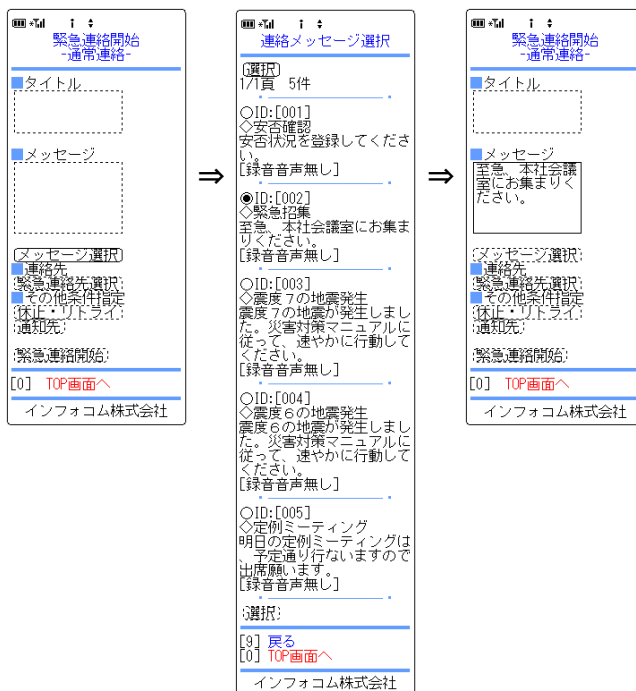 緊急連絡開始
-通常連絡-
■タイトル
■メッセージ
(メッセージ選択)
■連絡先
(緊急連絡先選択)
■その他条件指定
(休止・リトライ)
(通知先)
(緊急連絡開始)
[0] TOP画面へ
インフォコム株式会社
⇒
連絡メッセージ選択
(選択)
1/1頁 5件
○ID:[001]
◇安否確認
安否状況を登録してくださ
い。
[録音音声無し]
◉ID:[002]
◇緊急招集
至急、本社会議室にお集ま
りください。
[録音音声無し]
○ID:[003]
◇震度7の地震発生
震度7の地震が発生しまし
た。災害対策マニュアルに
従って、速やかに行動して
ください。
[録音音声無し]
○ID:[004]
◇震度6の地震発生
震度6の地震が発生しまし
た。災害対策マニュアルに
従って、速やかに行動して
ください。
[録音音声無し]
○ID:[005]
◇定例ミーティング
明日の定例ミーティングは
、予定通り行ないますので
出席願います。
[録音音声無し]
(選択)
[9] 戻る
[0] TOP画面へ
インフォコム株式会社
⇒
緊急連絡開始
-通常連絡-
■タイトル
■メッセージ
至急、本社会議
室にお集まりく
ださい。
(メッセージ選択)
■連絡先
(緊急連絡先選択)
■その他条件指定
(休止・リトライ)
(通知先)
(緊急連絡開始)
[0] TOP画面へ
インフォコム株式会社